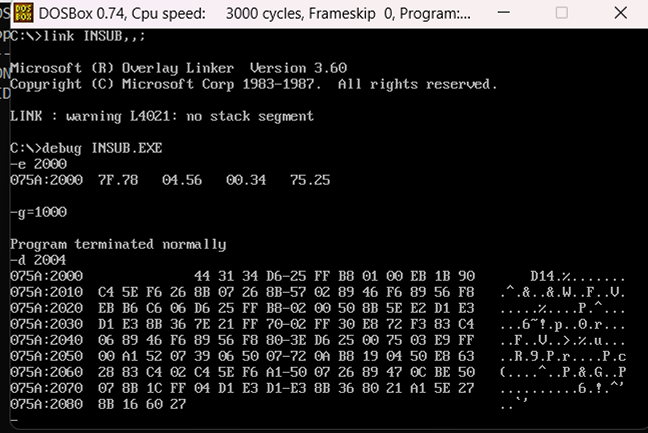 DOSBox 0.74, Cpu speed: 3000 cycles, Frameskip 0, Program:...
C:\>link INSUB,,;
Microsoft (R) Overlay Linker Version 3.60
Copyright (C) Microsoft Corp 1983-1987. All rights reserved.
LINK : warning L4021: no stack segment
C:\>debug INSUB.EXE
-e 2000
075A:2000 7F.78 04.56 00.34 75.25
-g=1000
Program terminated normally
-d 2004
075A:2000 44 31 34 D6-25 FF B8 01 00 EB 1B 90 D14.%.......
075A:2010 C4 5E F6 26 8B 07 26 8B-57 02 89 46 F6 89 56 F8 .^.&..&.W..F..V.
075A:2020 EB B6 C6 06 D6 25 FF B8-02 00 50 8B 5E E2 D1 E3 .....%....P.^...
075A:2030 D1 E3 8B 36 7E 21 FF 70-02 FF 30 E8 72 F3 83 C4 ...6~!.p..0.r...
075A:2040 06 89 46 F6 89 56 F8 80-3E D6 25 00 75 03 E9 FF ..F..V..>.%.u...
075A:2050 00 A1 52 07 39 06 50 07-72 0A B8 19 04 50 E8 63 ..R.9.P.r....P.c
075A:2060 28 83 C4 02 C4 5E F6 A1-50 07 26 89 47 0C BE 50 (....^..P.&.G..P
075A:2070 07 8B 1C FF 04 D1 E3 D1-E3 8B 36 80 21 A1 5E 27 ..........6.!.^'
075A:2080 8B 16 60 27 ..`'
-